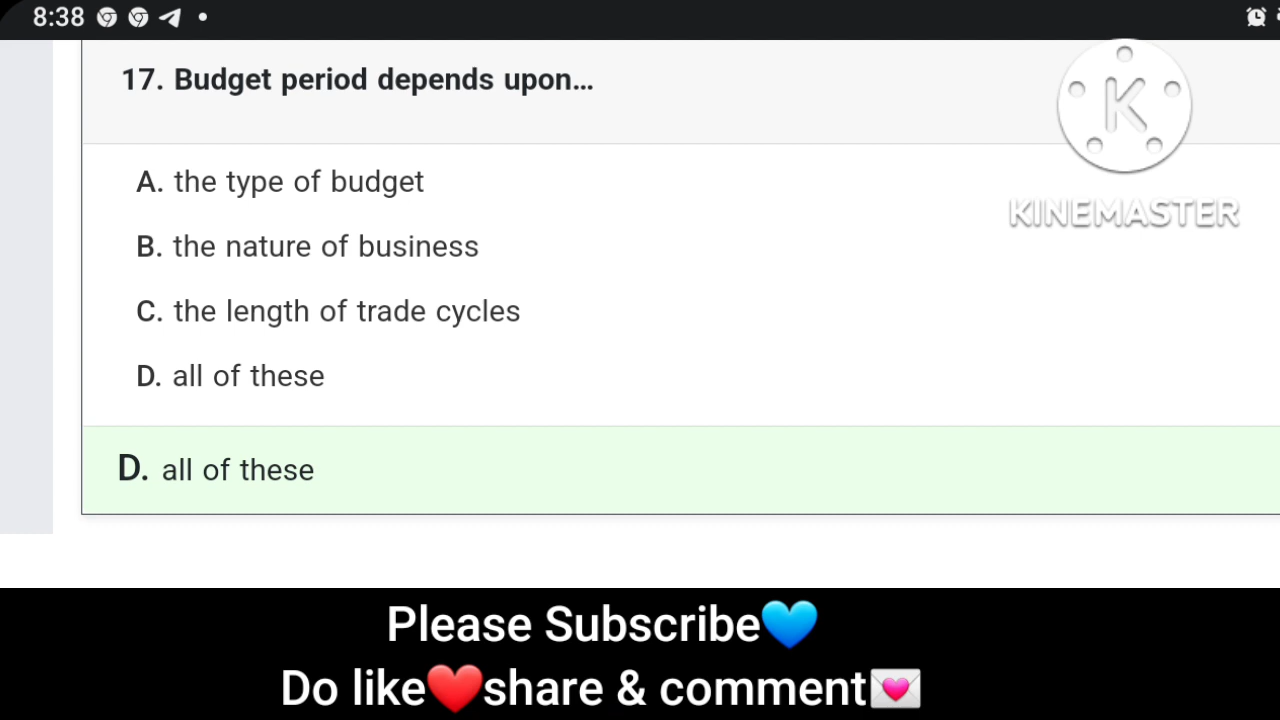 8:38
17. Budget period depends upon...
K
KINEMASTER
A. the type of budget
B. the nature of business
C. the length of trade cycles
D. all of these
D. all of these
Please Subscribe💙
Do like❤️share & comment💌